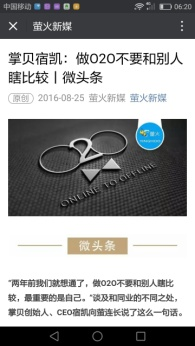 中国移动
06:20
萤火新媒
掌贝宿凯：做O2O不要和别人
瞎比较丨微头条
原创 2016-08-25 萤火新媒 萤火新媒
O2O
ONLINE TO OFFLINE
萤火
微头条
“两年前我们就想通了，做O2O不要和别人瞎比
较，最重要的是自己。”谈及和同业的不同之处，
掌贝创始人、CEO宿凯向萤连长说了这么一句话。